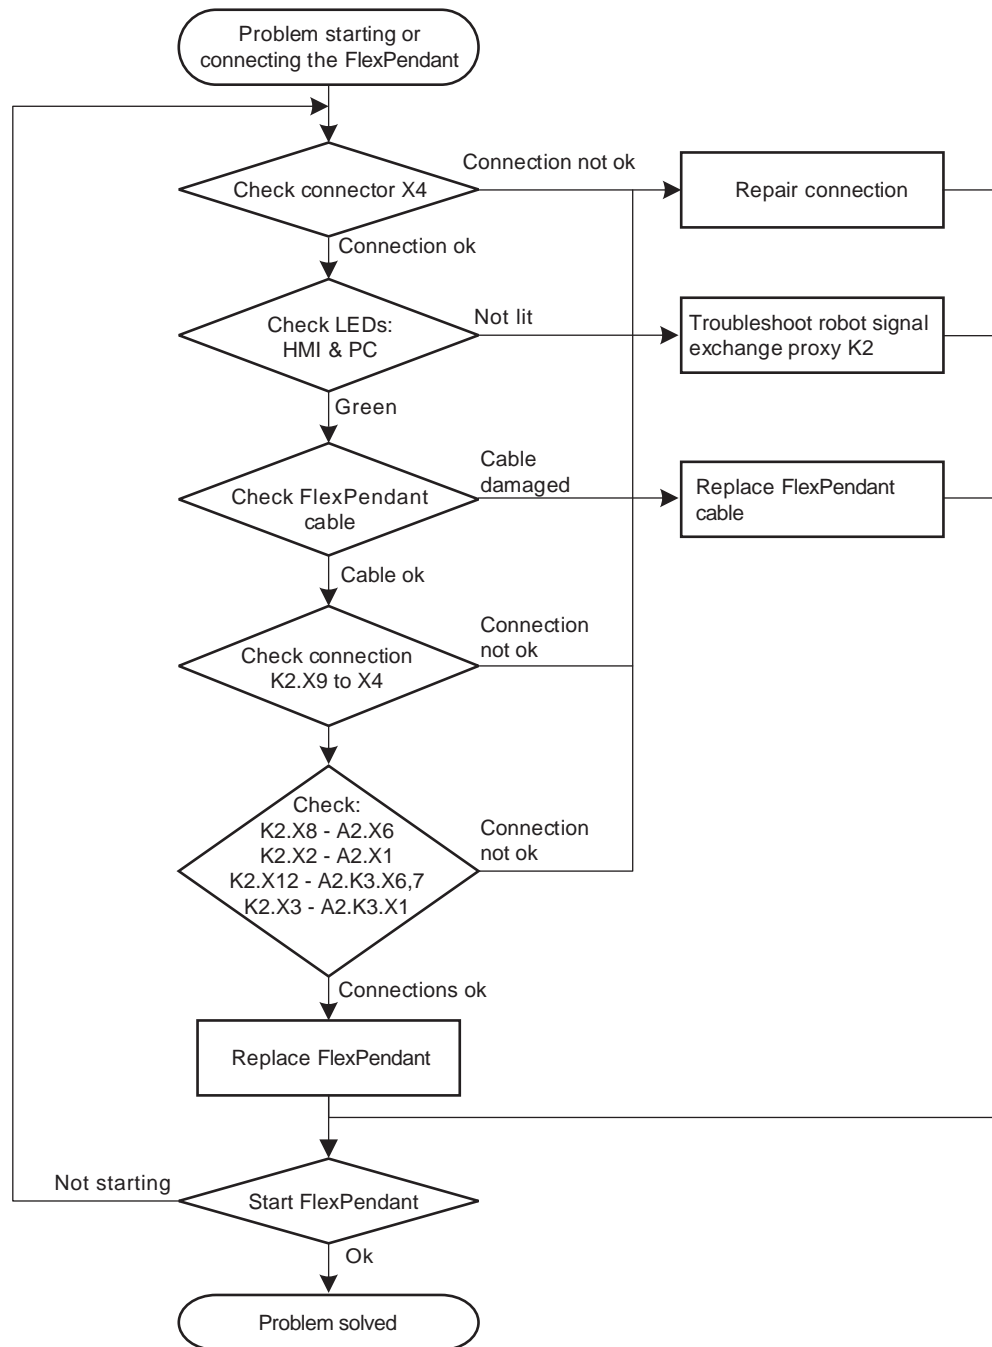 Problem starting or
connecting the FlexPendant
Check connector X4
Connection not ok
Repair connection
Connection ok
Check LEDs:
HMI & PC
Not lit
Troubleshoot robot signal
exchange proxy K2
Green
Check FlexPendant
cable
Cable
damaged
Replace FlexPendant
cable
Cable ok
Check connection
K2.X9 to X4
Connection
not ok
Check:
K2.X8 - A2.X6
K2.X2 - A2.X1
K2.X12 - A2.K3.X6,7
K2.X3 - A2.K3.X1
Connection
not ok
Connections ok
Replace FlexPendant
Not starting
Start FlexPendant
Ok
Problem solved